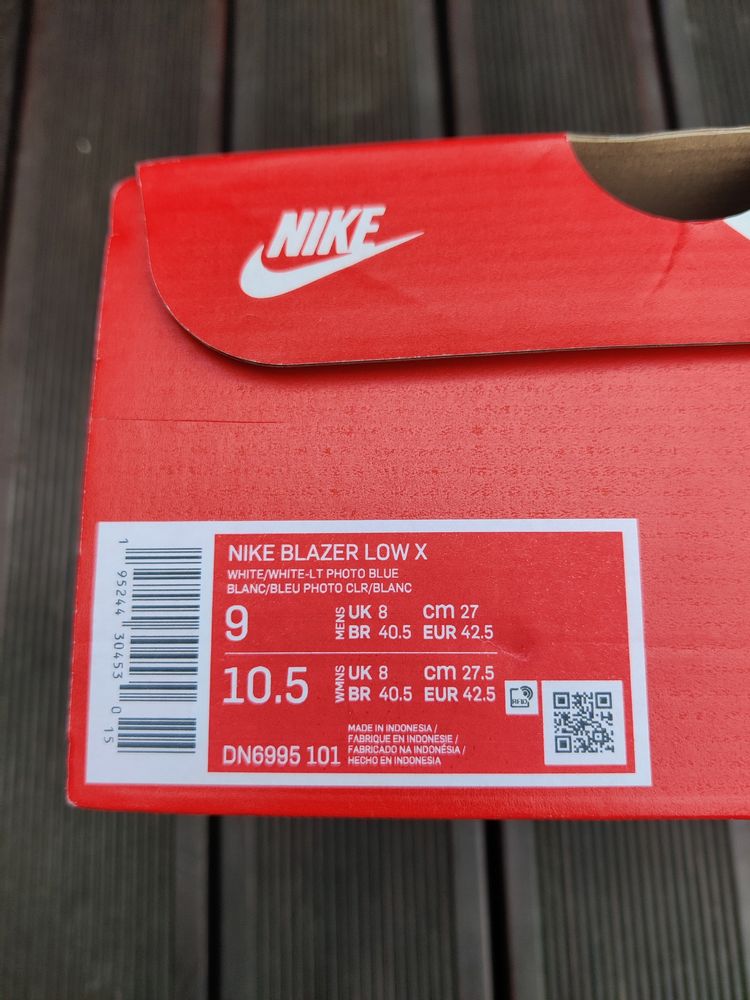 NIKE
NIKE BLAZER LOW X
WHITE/WHITE-LT PHOTO BLUE
BLANC/BLEU PHOTO CLR/BLANC
9
MENS
UK 8 cm 27
BR 40.5 EUR 42.5
10.5
WMNS
UK 8 cm 27.5
BR 40.5 EUR 42.5
RFID
DN6995 101
MADE IN INDONESIA /
FABRIQUE EN INDONESIE /
FABRICADO NA INDONÉSIA /
HECHO EN INDONESIA
1 95244 30453 0 15